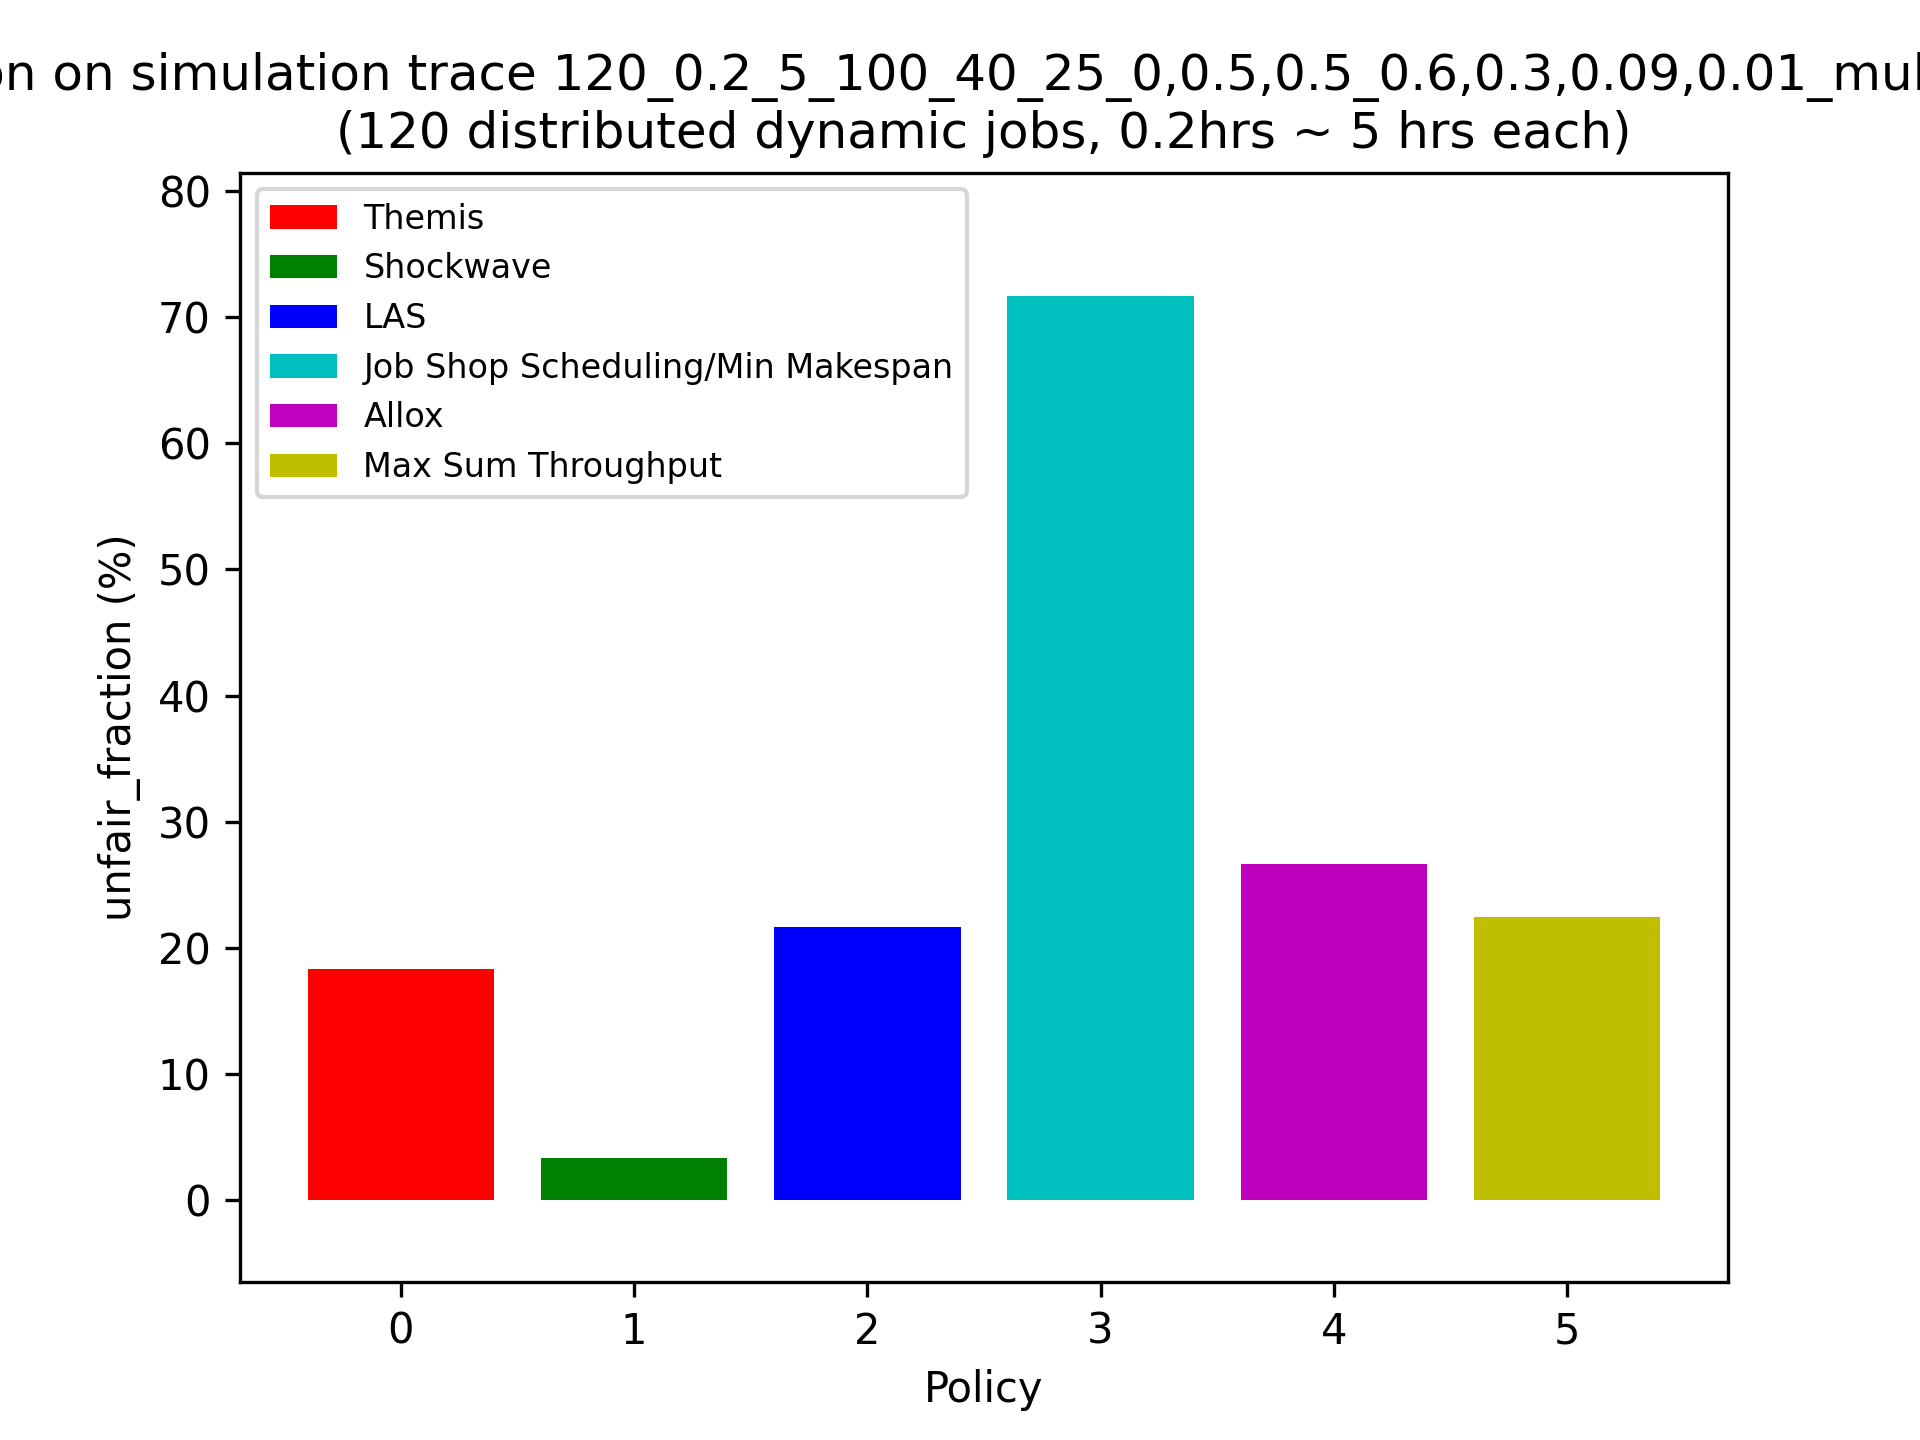 on simulation trace 120_0.2_5_100_40_25_0,0.5,0.5_0.6,0.3,0.09,0.01_mul
(120 distributed dynamic jobs, 0.2hrs ~ 5 hrs each)
80
70
60
50
40
30
20
10
0
unfair_fraction (%)
Themis
Shockwave
LAS
Job Shop Scheduling/Min Makespan
Allox
Max Sum Throughput
0 1 2 3 4 5
Policy